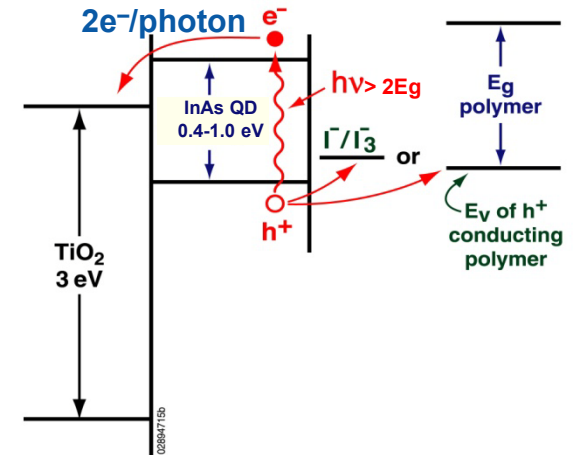 2e⁻/photon
e⁻
InAs QD
0.4-1.0 eV
hν> 2Eg
Eg
polymer
I⁻/I₃⁻
or
h⁺
Eᵥ of h⁺
conducting
polymer
TiO₂
3 eV
02894715b